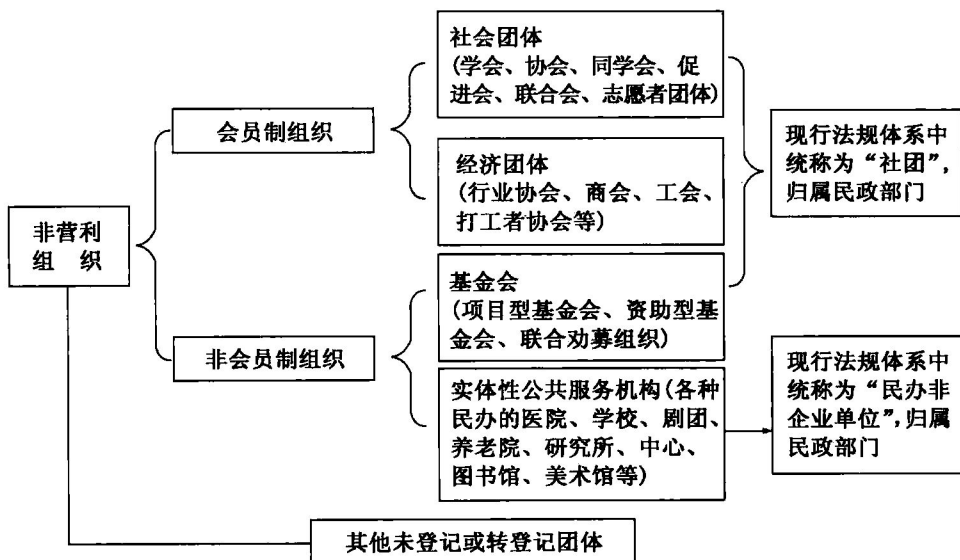 非营利
组　织
会员制组织
非会员制组织
社会团体
(学会、协会、同学会、促
进会、联合会、志愿者团体)
经济团体
(行业协会、商会、工会、
打工者协会等)
基金会
(项目型基金会、资助型基
金会、联合劝募组织)
实体性公共服务机构(各种
民办的医院、学校、剧团、
养老院、研究所、中心、
图书馆、美术馆等)
现行法规体系中
统称为“社团”,
归属民政部门
现行法规体系中
统称为“民办非
企业单位”,归属
民政部门
其他未登记或转登记团体